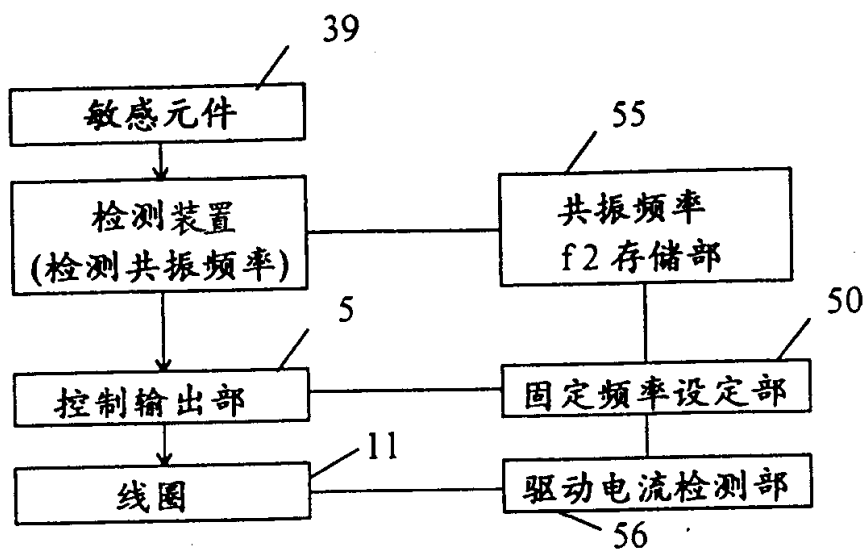 39
敏感元件
55
检测装置
(检测共振频率)
共振频率
f2存储部
5
50
控制输出部
固定频率设定部
11
线圈
驱动电流检测部
56